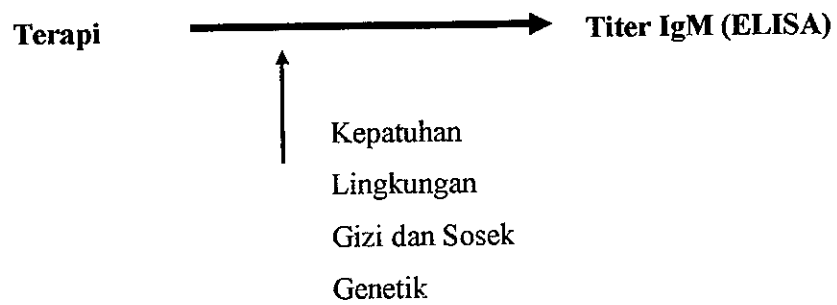 Terapi
Titer IgM (ELISA)
Kepatuhan
Lingkungan
Gizi dan Sosek
Genetik